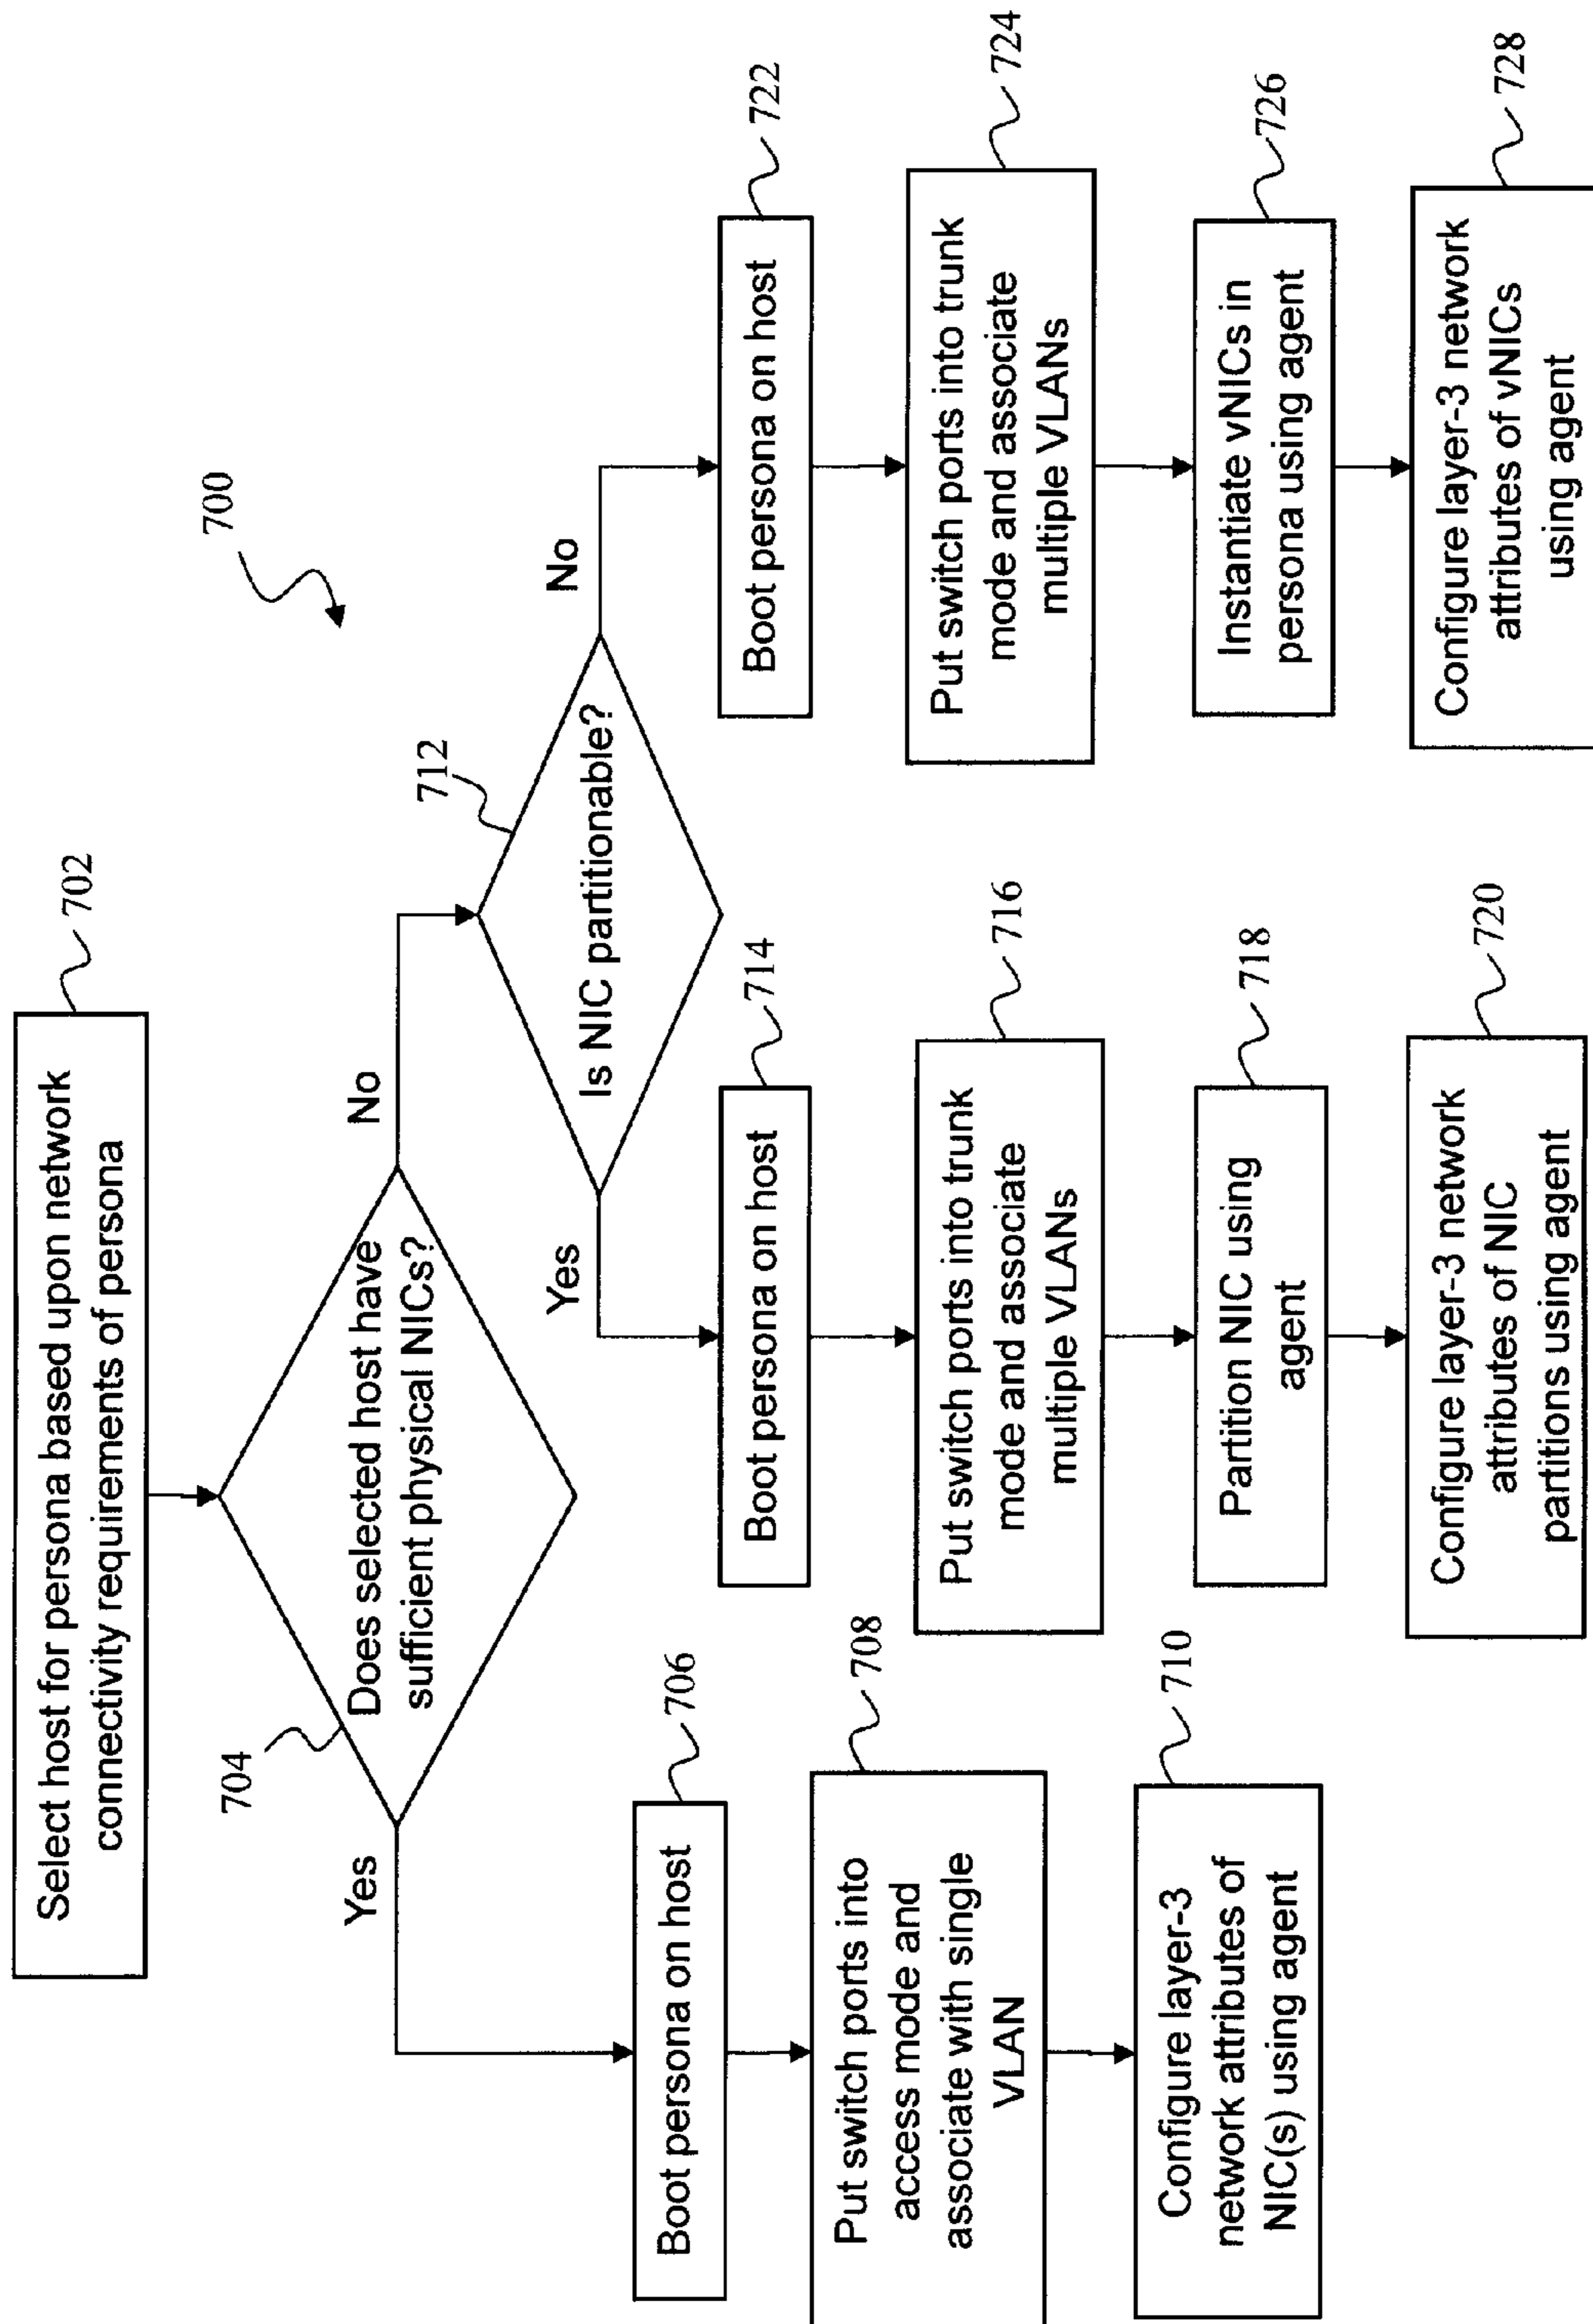 700
Select host for persona based upon network
connectivity requirements of persona
702
704
Does selected host have
sufficient physical NICs?
Yes
No
706
Boot persona on host
708
Put switch ports into
access mode and
associate with single
VLAN
710
Configure layer-3
network attributes of
NIC(s) using agent
712
Is NIC partitionable?
Yes
No
714
Boot persona on host
716
Put switch ports into trunk
mode and associate
multiple VLANs
718
Partition NIC using
agent
720
Configure layer-3 network
attributes of NIC
partitions using agent
722
Boot persona on host
724
Put switch ports into trunk
mode and associate
multiple VLANs
726
Instantiate vNICs in
persona using agent
728
Configure layer-3 network
attributes of vNICs
using agent